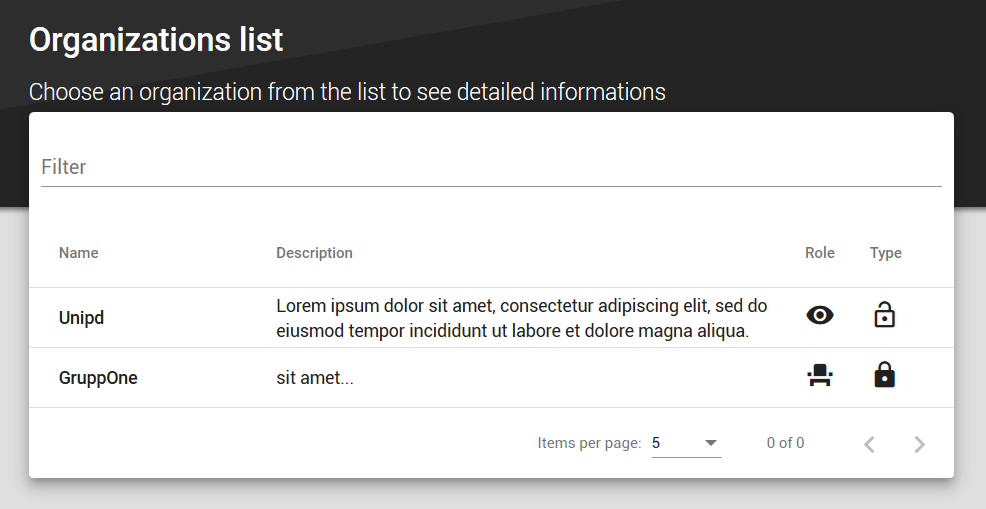 Organizations list
Choose an organization from the list to see detailed informations
Filter
Name Description Role Type
Unipd Lorem ipsum dolor sit amet, consectetur adipiscing elit, sed do
eiusmod tempor incididunt ut labore et dolore magna aliqua.
GruppOne sit amet...
Items per page: 5 0 of 0